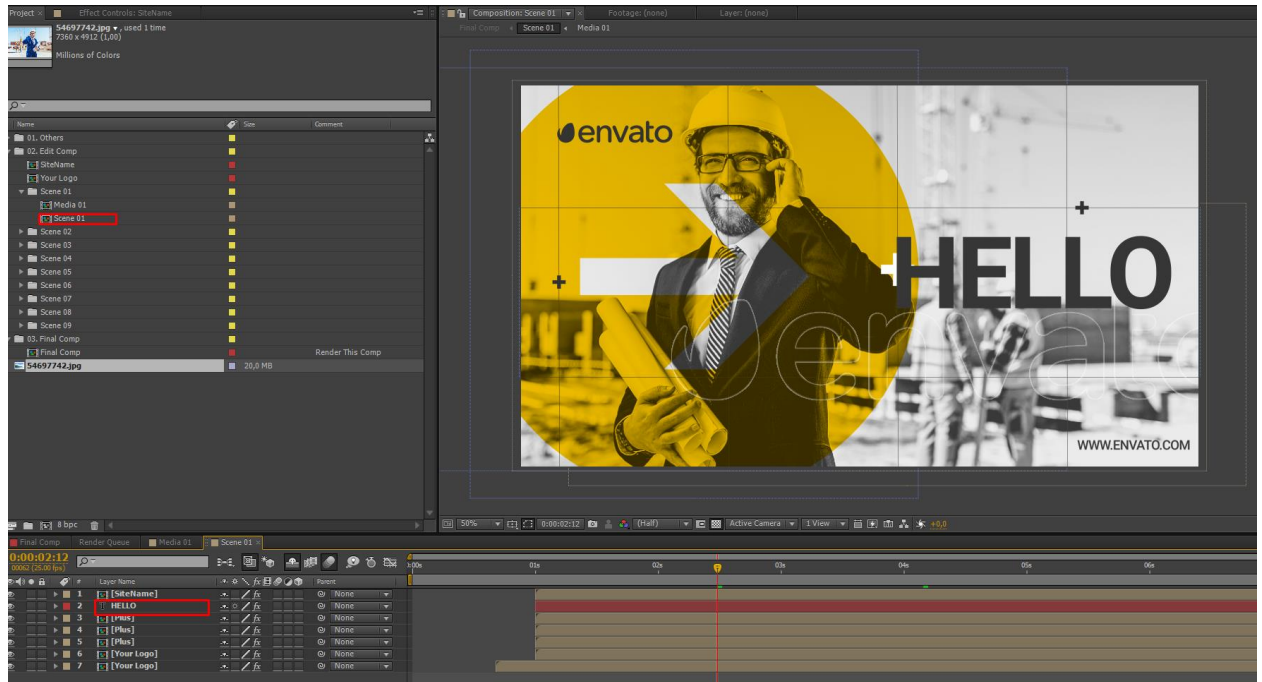 Project × Effect Controls: SiteName
54697742.jpg ▾ , used 1 time
7360 x 4912 (1,00)
Millions of Colors
Name Size Comment
01. Others
02. Edit Comp
SiteName
Your Logo
Scene 01
Media 01
Scene 01
Scene 02
Scene 03
Scene 04
Scene 05
Scene 06
Scene 07
Scene 08
Scene 09
03. Final Comp
Final Comp Render This Comp
54697742.jpg 20,0 MB
8 bpc
Composition: Scene 01 Footage: (none) Layer: (none)
Final Comp Scene 01 Media 01
envato
HELLO
envato
WWW.ENVATO.COM
50% 0:00:02:12 (Half) Active Camera 1 View +0,0
Final Comp Render Queue Media 01 Scene 01 ×
0:00:02:12
00062 (25.00 fps)
# Layer Name Parent
1 [SiteName] None
2 T HELLO None
3 [Plus] None
4 [Plus] None
5 [Plus] None
6 [Your Logo] None
7 [Your Logo] None
01s 02s 03s 04s 05s 06s